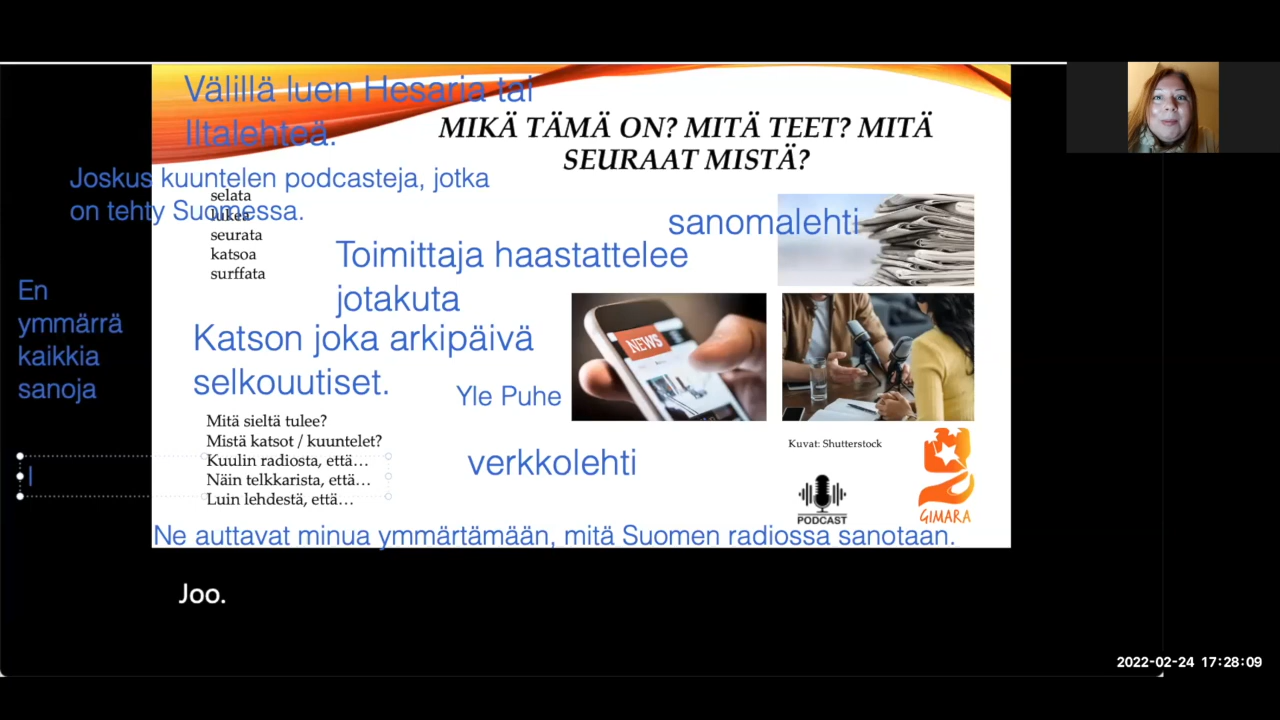 Välillä luen Hesaria tai
Iltalehteä.
MIKÄ TÄMÄ ON? MITÄ TEET? MITÄ
SEURAAT MISTÄ?
Joskus kuuntelen podcasteja, jotka
on tehty Suomessa.
selata
lukea
seurata
katsoa
surffata
sanomalehti
Toimittaja haastattelee
jotakuta
En
ymmärrä
kaikkia
sanoja
Katson joka arkipäivä
selkouutiset.
NEWS
Yle Puhe
Mitä sieltä tulee?
Mistä katsot / kuuntelet?
Kuulin radiosta, että…
Näin telkkarista, että…
Luin lehdestä, että…
verkkolehti
Kuvat: Shutterstock
PODCAST
GIMARA
Ne auttavat minua ymmärtämään, mitä Suomen radiossa sanotaan.
Joo.
2022-02-24 17:28:09